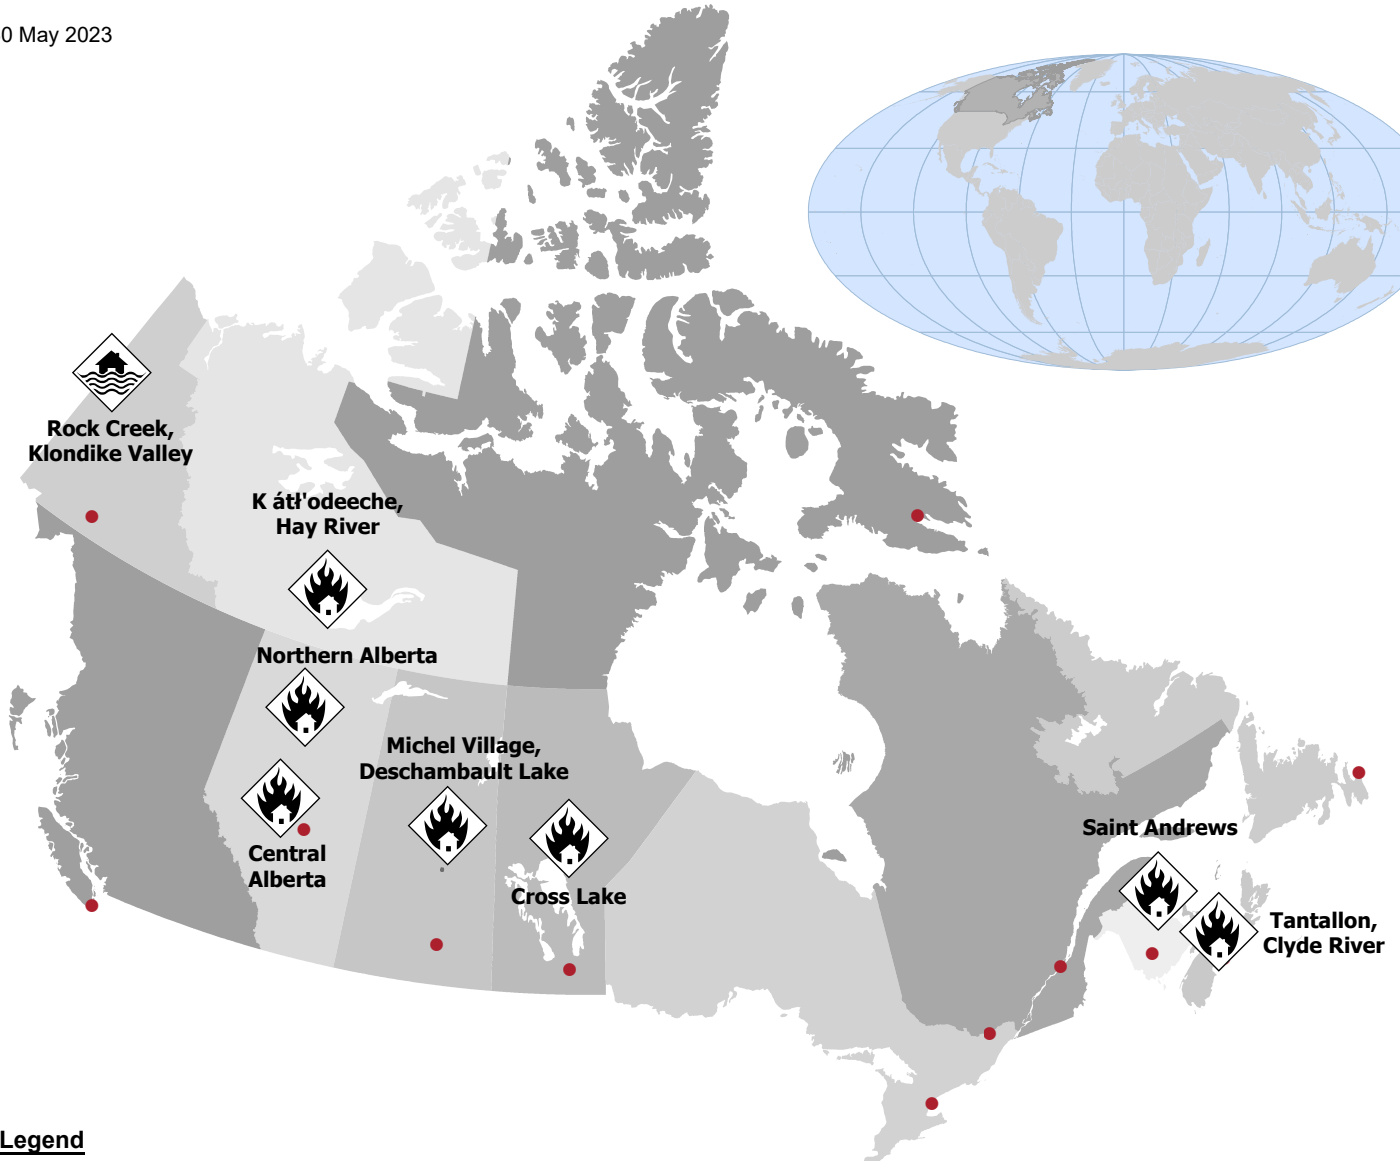 0 May 2023
Rock Creek,
Klondike Valley
K átł'odeeche,
Hay River
Northern Alberta
Michel Village,
Deschambault Lake
Central
Alberta
Cross Lake
Saint Andrews
Tantallon,
Clyde River
Legend